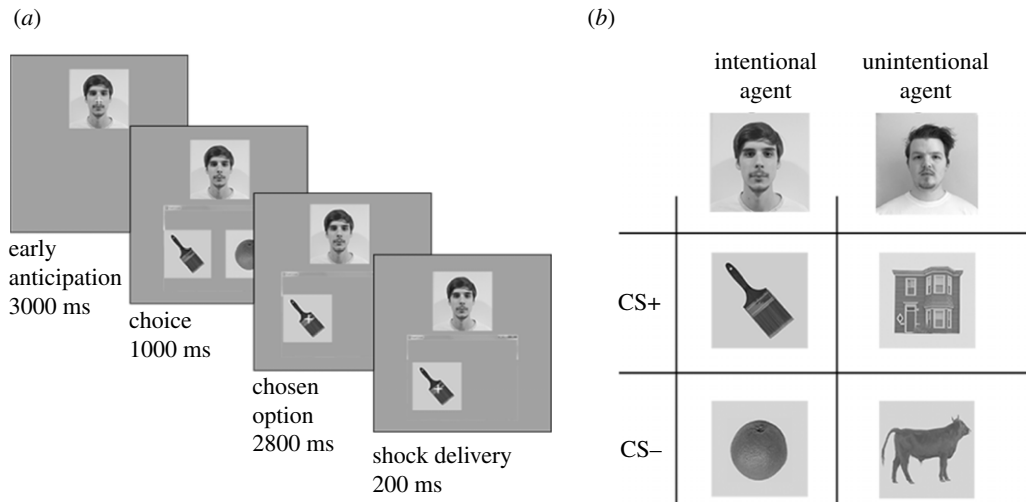 (a)
early
anticipation
3000 ms
choice
1000 ms
chosen
option
2800 ms
shock delivery
200 ms
(b)
intentional
agent
unintentional
agent
CS+
CS–